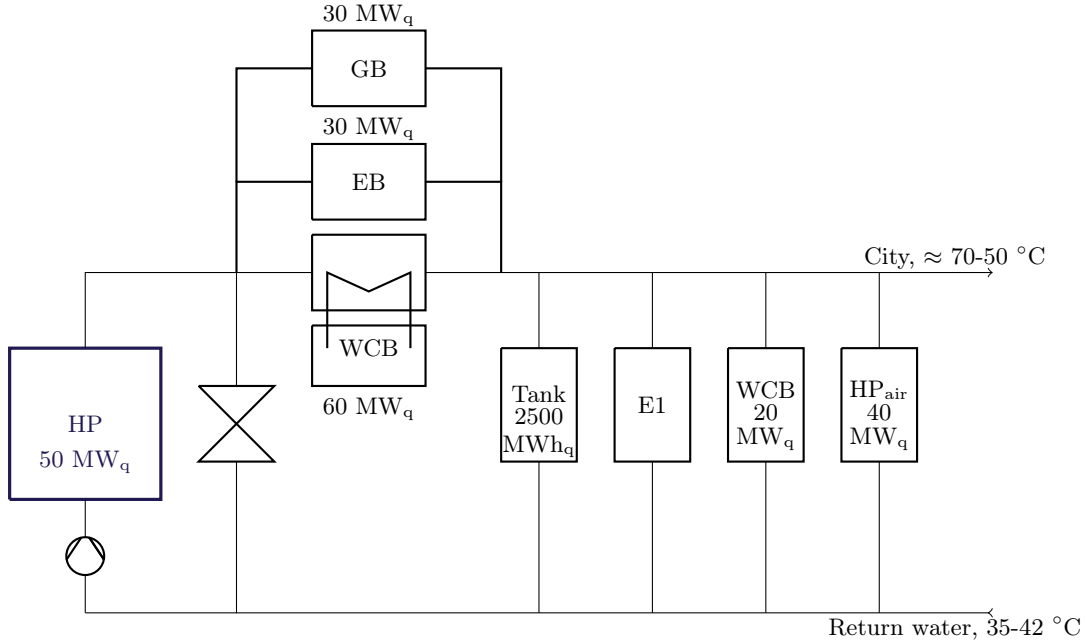 30 MWq
GB
30 MWq
EB
City, ≈ 70-50 °C
WCB
60 MWq
HP
50 MWq
Tank
2500
MWhq
E1
WCB
20
MWq
HPair
40
MWq
Return water, 35-42 °C